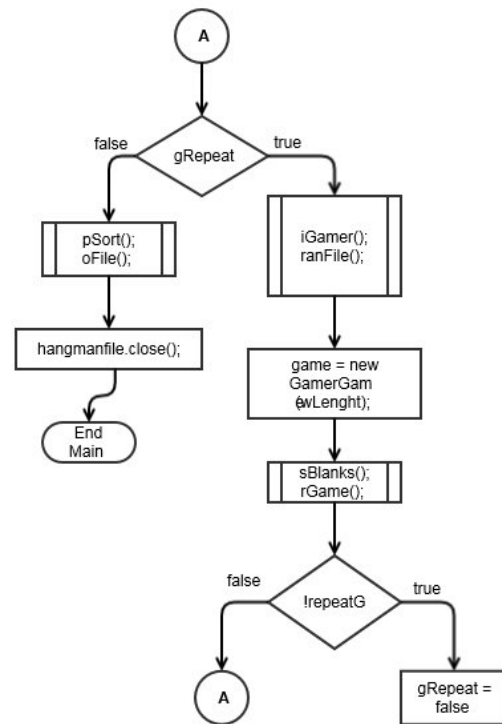 A
gRepeat
false
true
pSort();
oFile();
iGamer();
ranFile();
hangmanfile.close();
game = new
GamerGam
(wLenght);
End
Main
sBlanks();
rGame();
!repeatG
false
true
A
gRepeat =
false